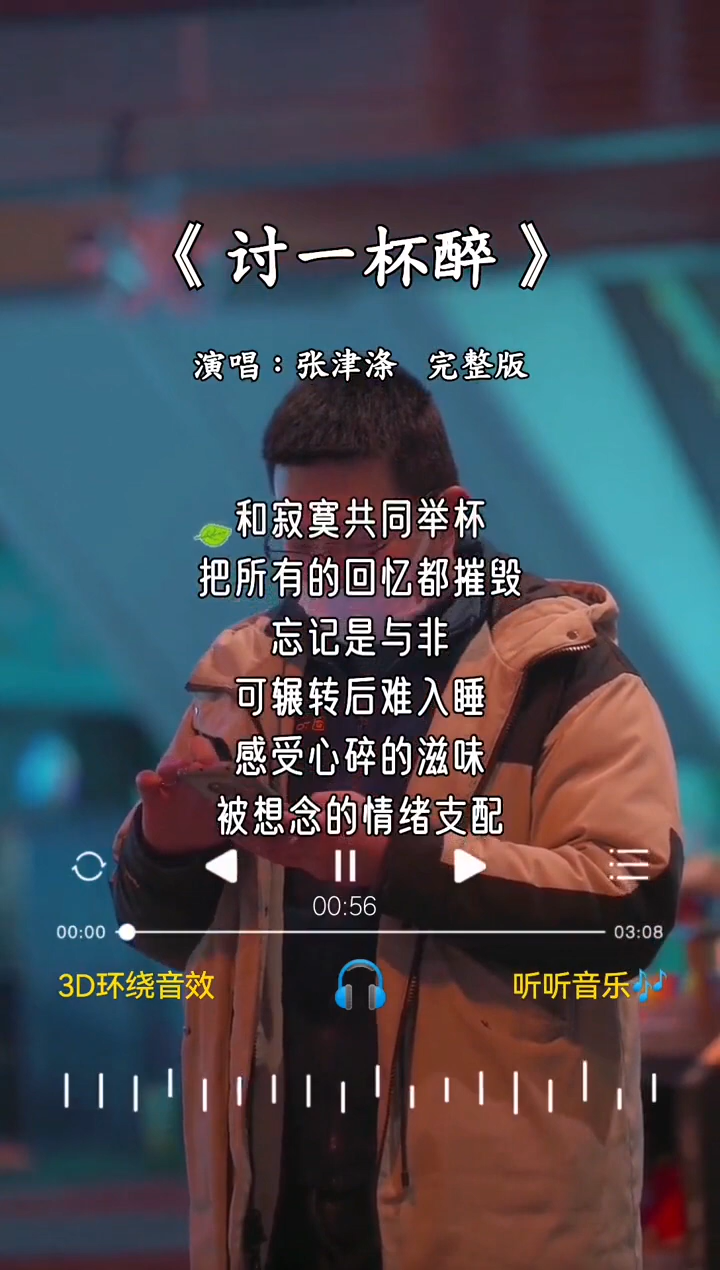 《讨一杯醉》
演唱：张津涤 完整版
和寂寞共同举杯
把所有的回忆都摧毁
忘记是与非
可辗转后难入睡
感受心碎的滋味
被想念的情绪支配
00:56
00:00 03:08
3D环绕音效 听听音乐